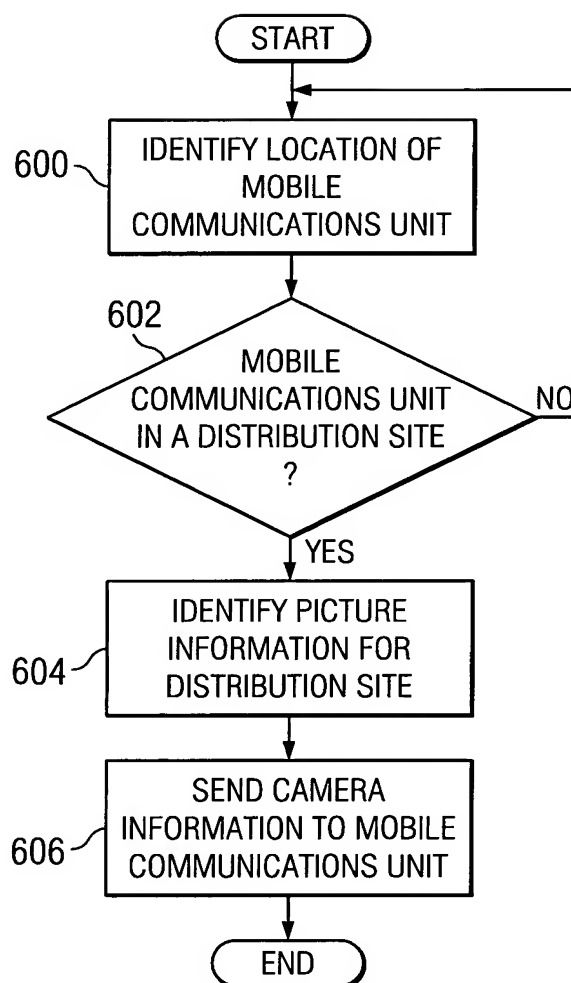 START
600
IDENTIFY LOCATION OF
MOBILE
COMMUNICATIONS UNIT
602
MOBILE
COMMUNICATIONS UNIT
IN A DISTRIBUTION SITE
?
NO
YES
604
IDENTIFY PICTURE
INFORMATION FOR
DISTRIBUTION SITE
606
SEND CAMERA
INFORMATION TO MOBILE
COMMUNICATIONS UNIT
END